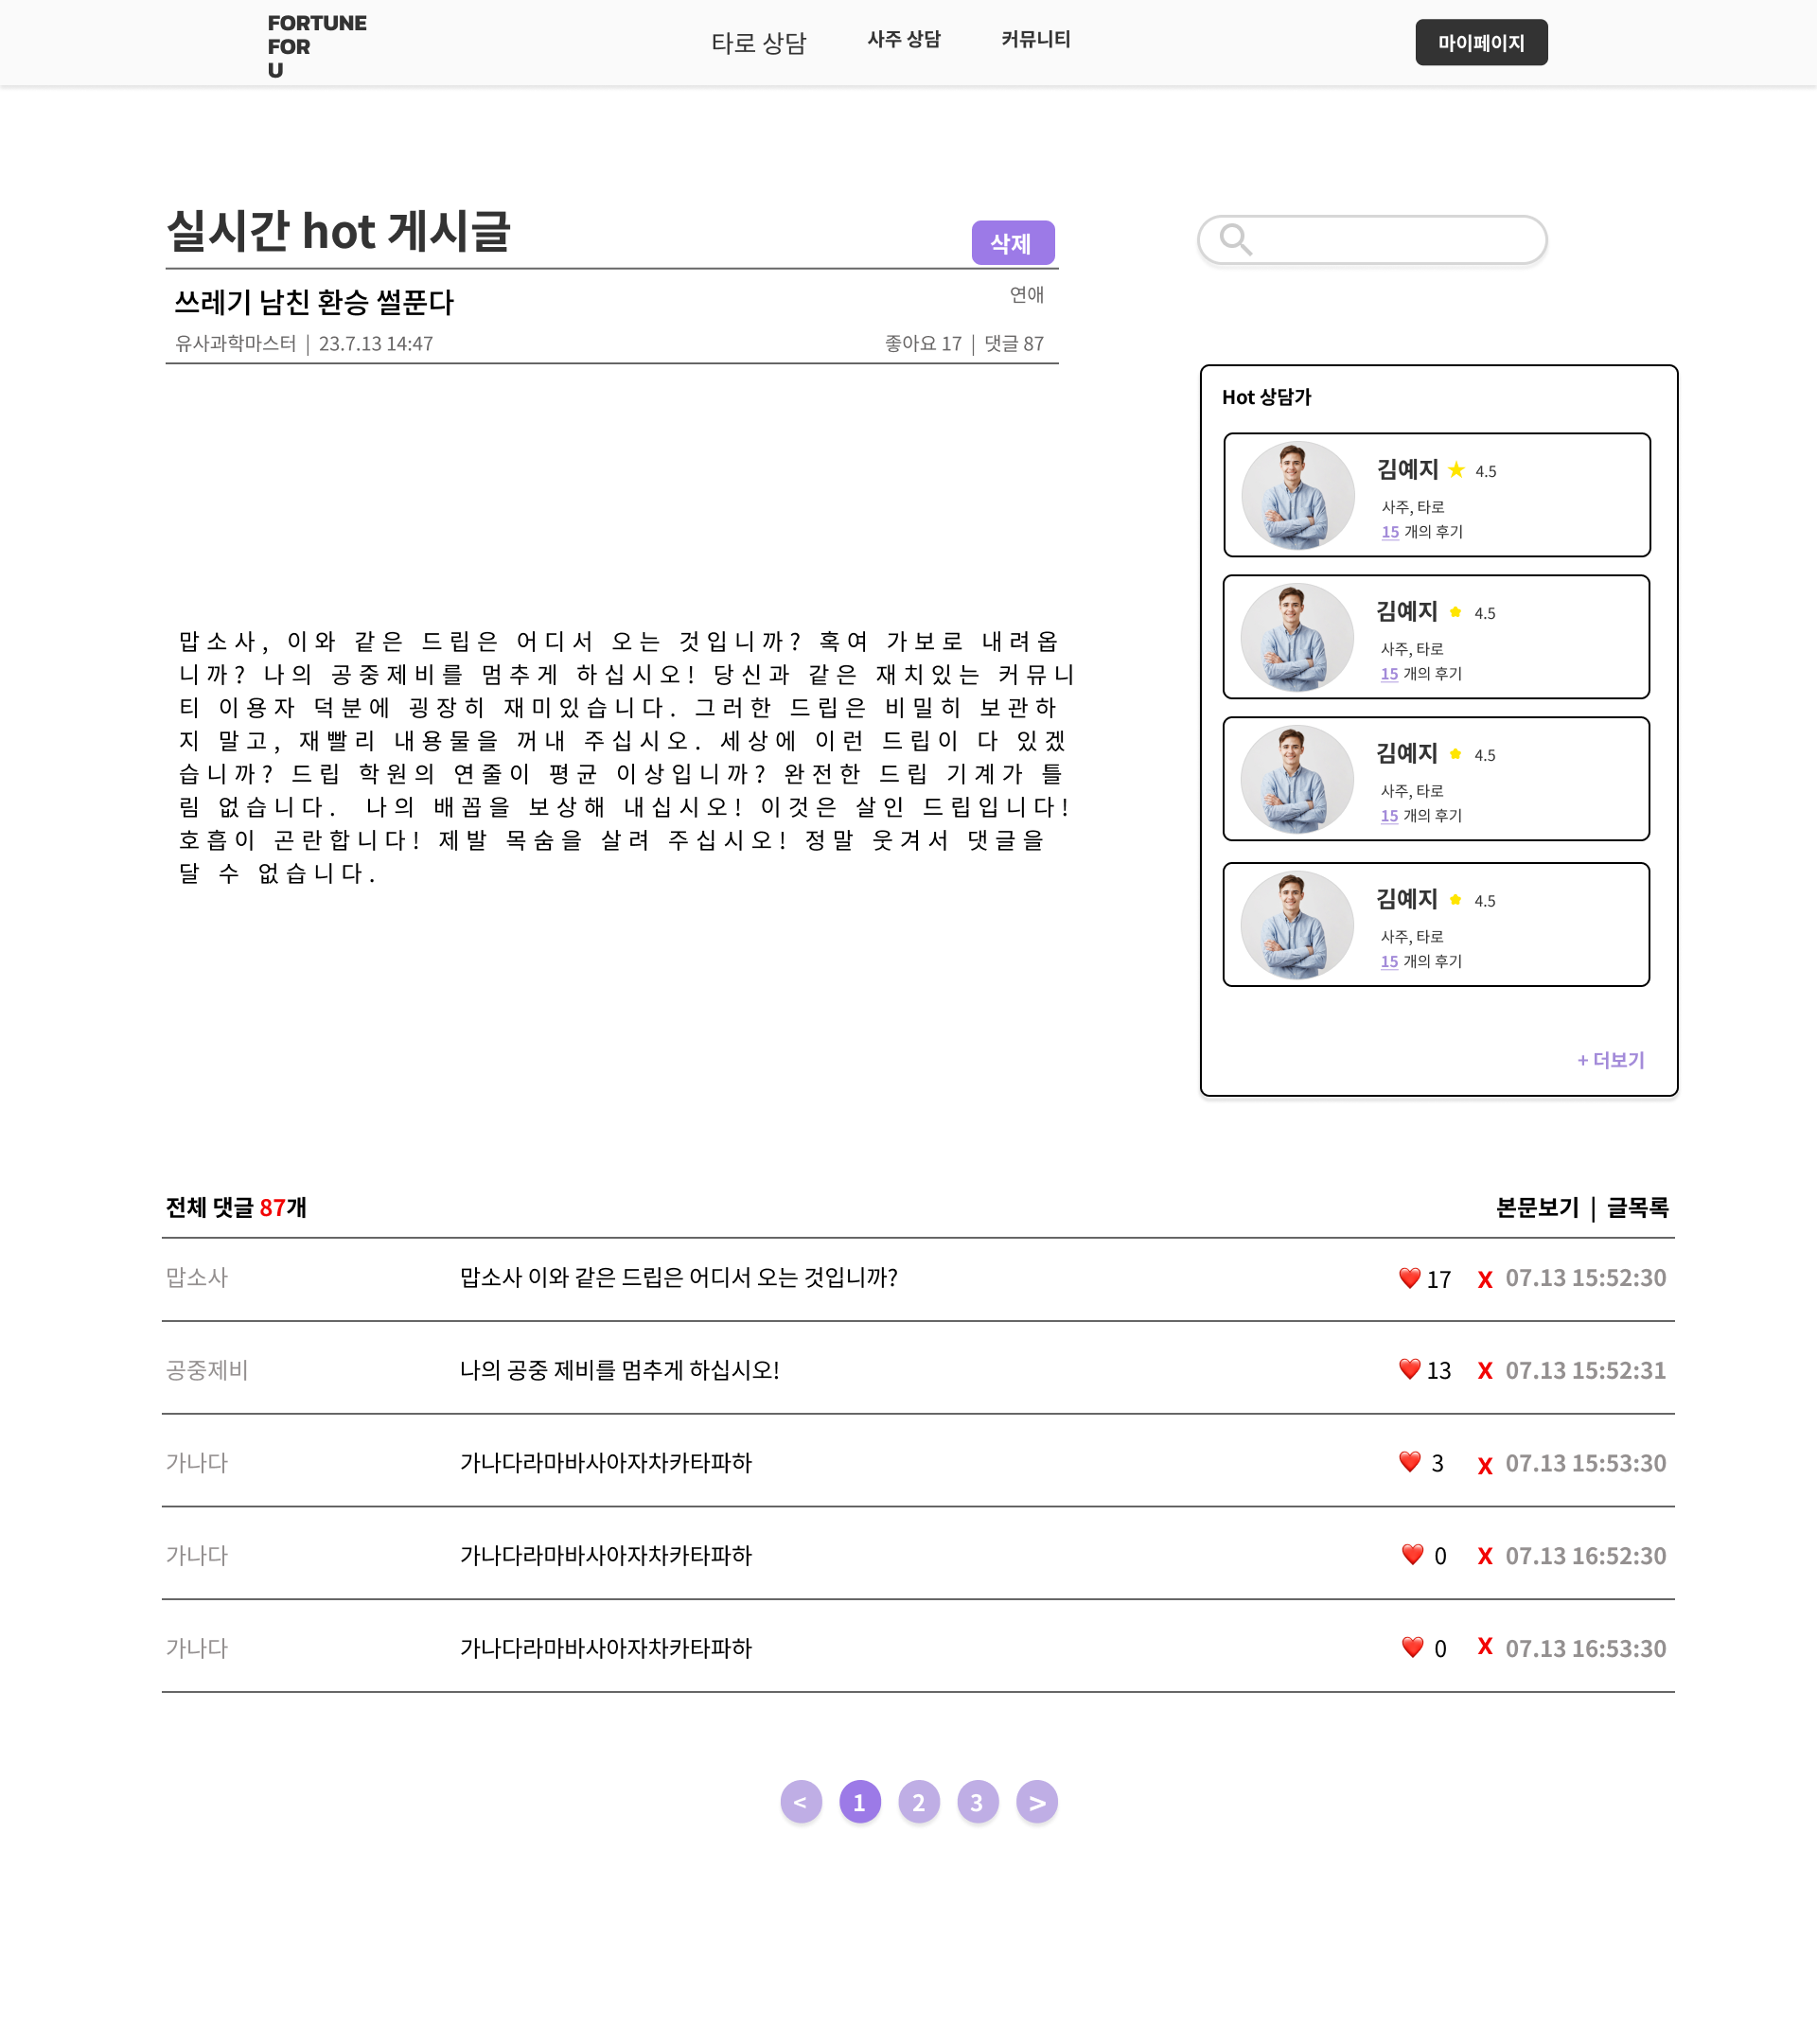 FORTUNE
FOR
U
타로 상담
사주 상담
커뮤니티
마이페이지
실시간 hot 게시글
삭제
쓰레기 남친 환승 썰푼다
연애
유사과학마스터 | 23.7.13 14:47
좋아요 17 | 댓글 87
맙소사, 이와 같은 드립은 어디서 오는 것입니까? 혹여 가보로 내려옵
니까? 나의 공중제비를 멈추게 하십시오! 당신과 같은 재치있는 커뮤니
티 이용자 덕분에 굉장히 재미있습니다. 그러한 드립은 비밀히 보관하
지 말고, 재빨리 내용물을 꺼내 주십시오. 세상에 이런 드립이 다 있겠
습니까? 드립 학원의 연줄이 평균 이상입니까? 완전한 드립 기계가 틀
림 없습니다. 나의 배꼽을 보상해 내십시오! 이것은 살인 드립입니다!
호흡이 곤란합니다! 제발 목숨을 살려 주십시오! 정말 웃겨서 댓글을
달 수 없습니다.
Hot 상담가
김예지 ★ 4.5
사주, 타로
15 개의 후기
김예지 4.5
사주, 타로
15 개의 후기
김예지 4.5
사주, 타로
15 개의 후기
김예지 4.5
사주, 타로
15 개의 후기
+ 더보기
전체 댓글 87개
본문보기 | 글목록
맙소사 맙소사 이와 같은 드립은 어디서 오는 것입니까? ❤️ 17 X 07.13 15:52:30
공중제비 나의 공중 제비를 멈추게 하십시오! ❤️ 13 X 07.13 15:52:31
가나다 가나다라마바사아자차카타파하 ❤️ 3 X 07.13 15:53:30
가나다 가나다라마바사아자차카타파하 ❤️ 0 X 07.13 16:52:30
가나다 가나다라마바사아자차카타파하 ❤️ 0 X 07.13 16:53:30
< 1 2 3 >